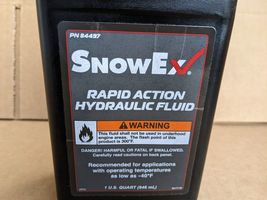 PN 84487
SNOWEX
RAPID ACTION
HYDRAULIC FLUID
WARNING
This fluid shall not be used in underhood
engine areas. The flash point of this
product is 300°F.
DANGER! HARMFUL OR FATAL IF SWALLOWED.
Carefully read cautions on back panel.
Recommended for applications
with operating temperatures
as low as -40°F
1 U.S. QUART (946 mL)